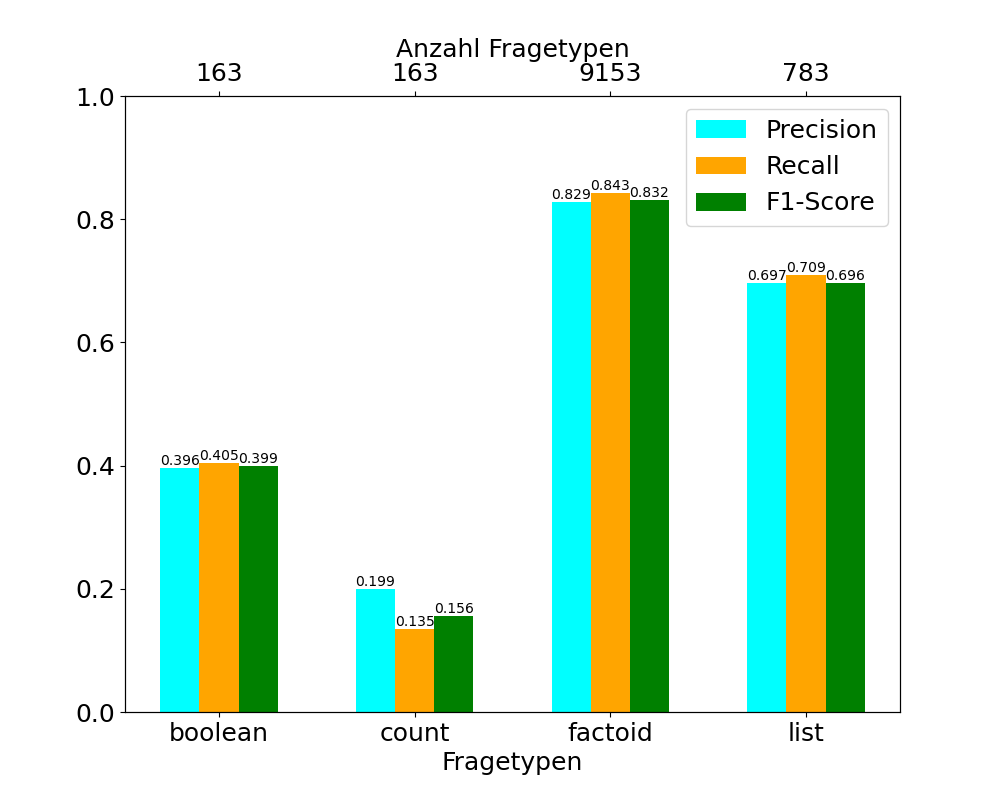 Anzahl Fragetypen
163 163 9153 783
1.0
0.8
0.6
0.4
0.2
0.0
Precision
Recall
F1-Score
0.396 0.405 0.399
0.199 0.135 0.156
0.829 0.843 0.832
0.697 0.709 0.696
boolean count factoid list
Fragetypen